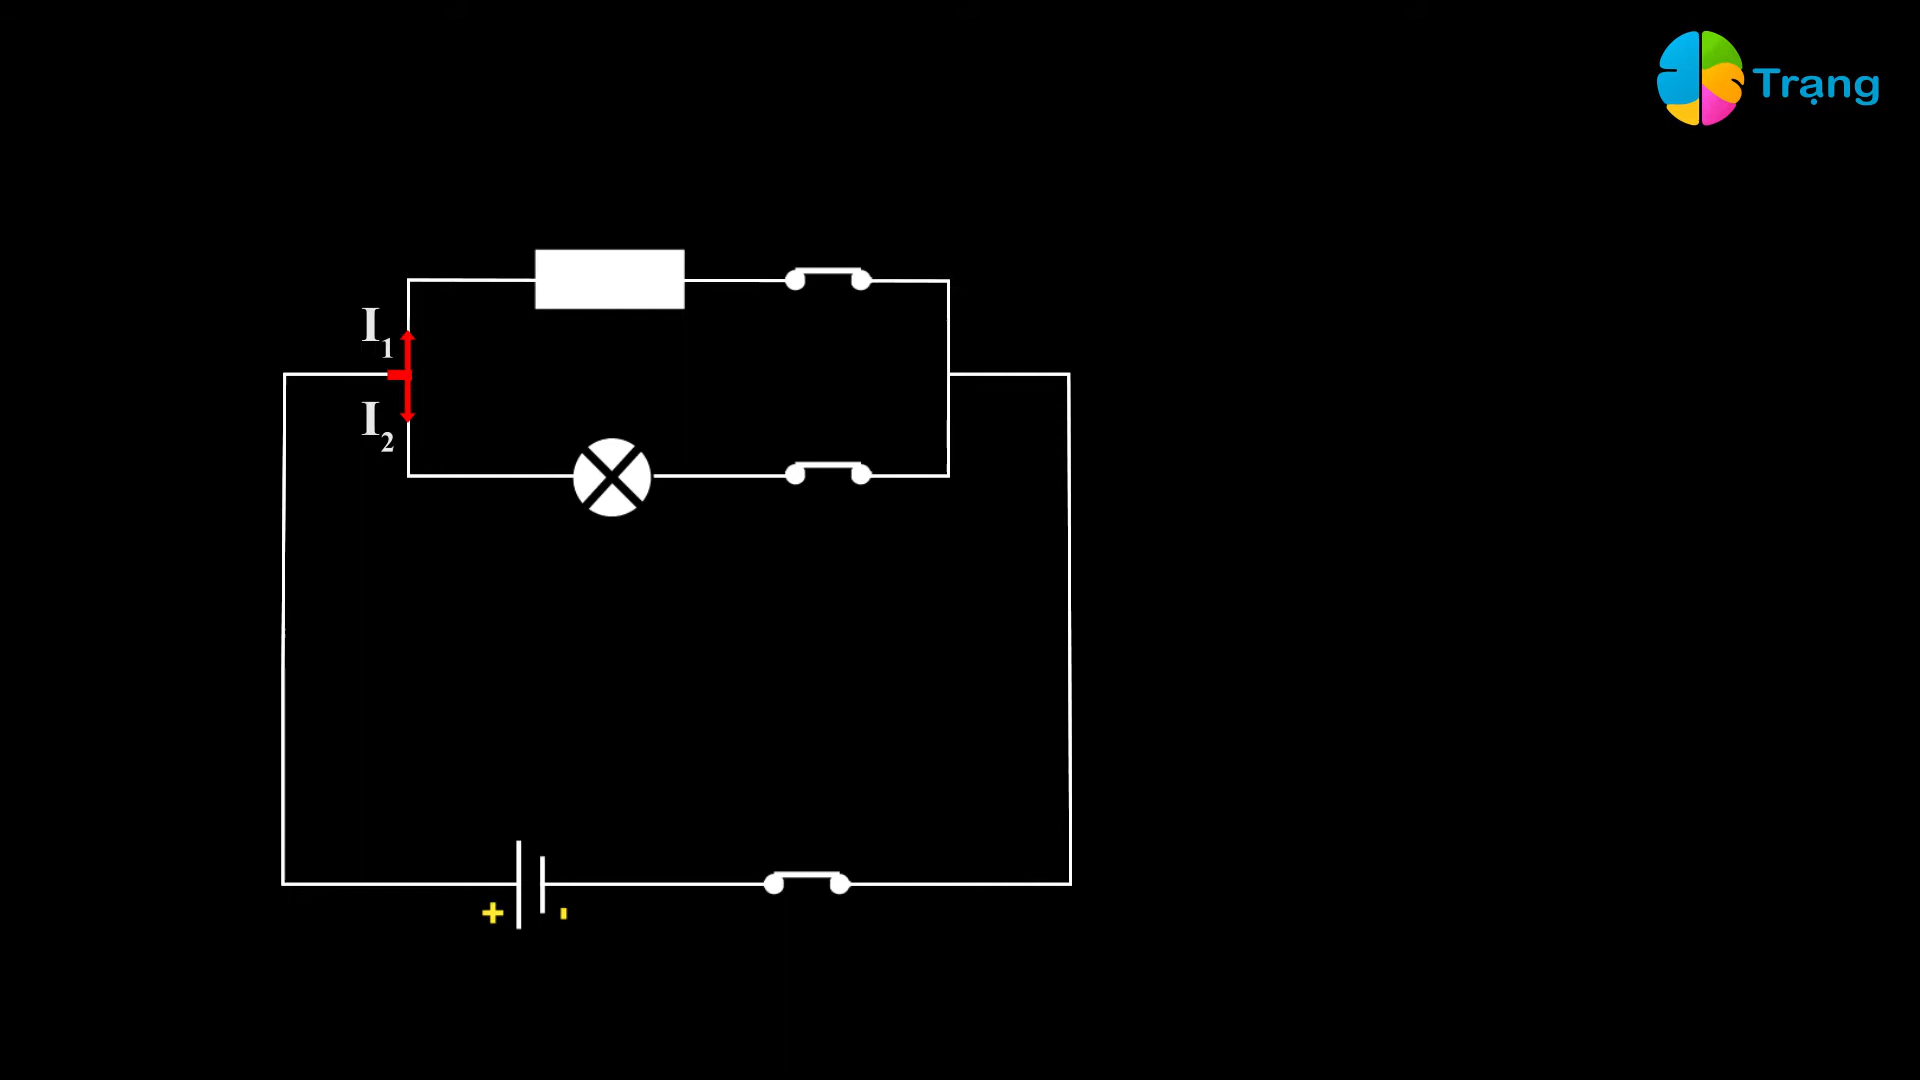 Trạng
I₁
I₂
+ -